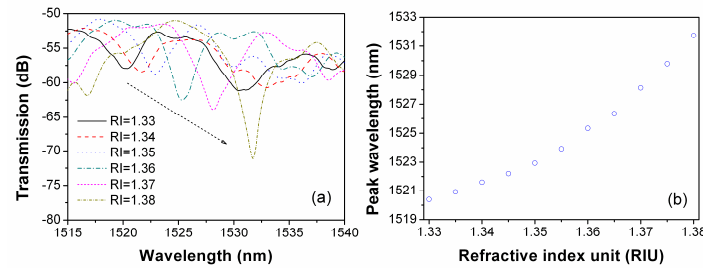 -50
-55
-60
-65
-70
-75
-80
Transmission (dB)
RI=1.33
RI=1.34
RI=1.35
RI=1.36
RI=1.37
RI=1.38
(a)
1515 1520 1525 1530 1535 1540
Wavelength (nm)
1533
1531
1529
1527
1525
1523
1521
1519
Peak wavelength (nm)
(b)
1.33 1.34 1.35 1.36 1.37 1.38
Refractive index unit (RIU)